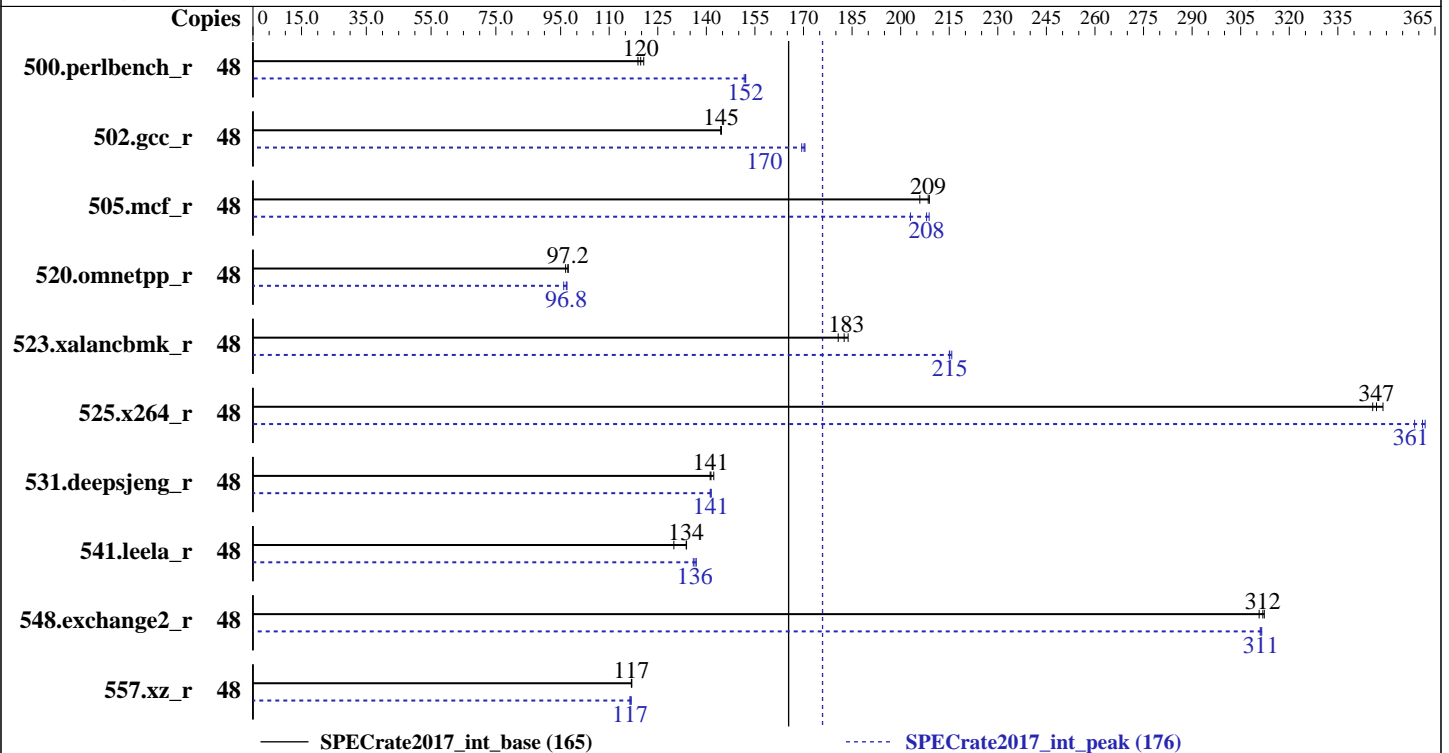 Copies 0 15.0 35.0 55.0 75.0 95.0 110 125 140 155 170 185 200 215 230 245 260 275 290 305 320 335 365
120
500.perlbench_r 48
152
145
502.gcc_r 48
170
209
505.mcf_r 48
208
97.2
520.omnetpp_r 48
96.8
183
523.xalancbmk_r 48
215
347
525.x264_r 48
361
141
531.deepsjeng_r 48
141
134
541.leela_r 48
136
312
548.exchange2_r 48
311
117
557.xz_r 48
117
SPECrate2017_int_base (165) SPECrate2017_int_peak (176)